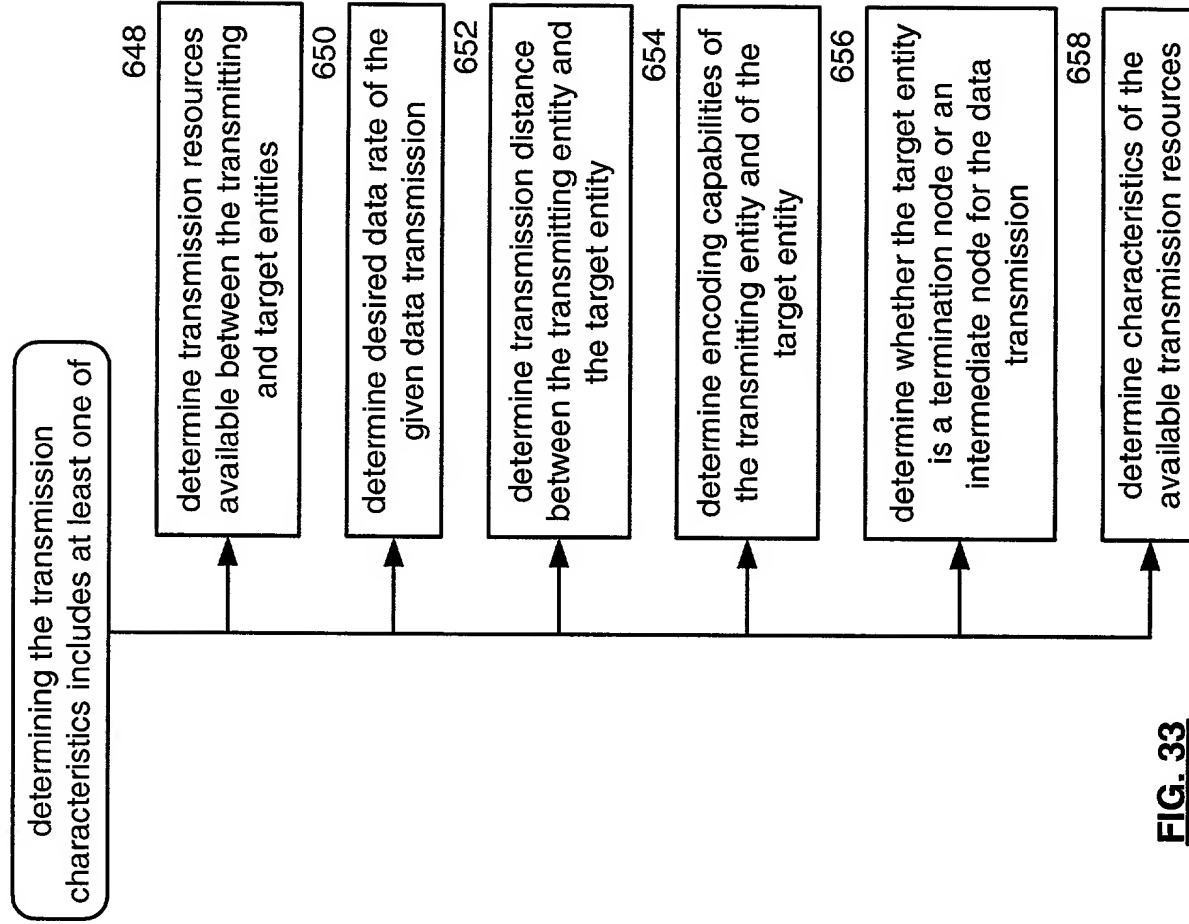 determining the transmission
characteristics includes at least one of
648
determine transmission resources
available between the transmitting
and target entities
650
determine desired data rate of the
given data transmission
652
determine transmission distance
between the transmitting entity and
the target entity
654
determine encoding capabilities of
the transmitting entity and of the
target entity
656
determine whether the target entity
is a termination node or an
intermediate node for the data
transmission
658
determine characteristics of the
available transmission resources
FIG. 33